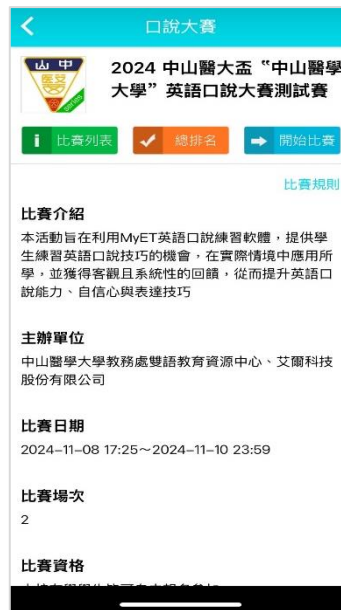 口說大賽
山 中
醫
series
2024 中山醫大盃“中山醫學
大學”英語口說大賽測試賽
i 比賽列表
總排名
開始比賽
比賽規則
比賽介紹
本活動旨在利用MyET英語口說練習軟體，提供學
生練習英語口說技巧的機會，在實際情境中應用所
學，並獲得客觀且系統性的回饋，從而提升英語口
說能力、自信心與表達技巧
主辦單位
中山醫學大學教務處雙語教育資源中心、艾爾科技
股份有限公司
比賽日期
2024-11-08 17:25～2024-11-10 23:59
比賽場次
2
比賽資格